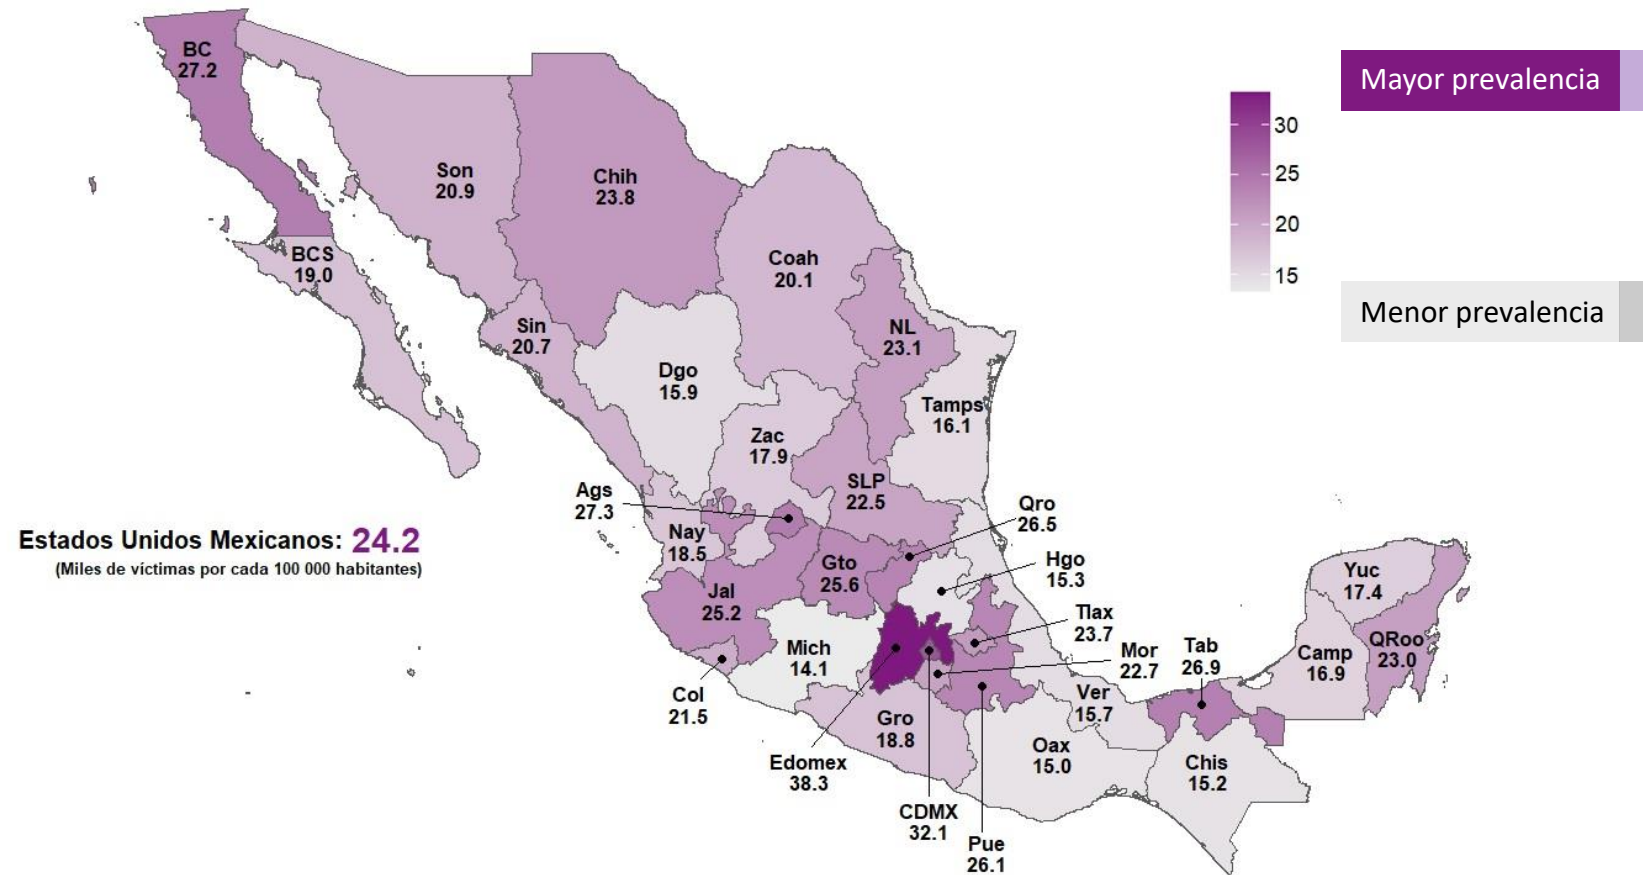 BC
27.2
Mayor prevalencia
30
25
20
15
Menor prevalencia
Son
20.9
Chih
23.8
BCS
19.0
Coah
20.1
Sin
20.7
NL
23.1
Dgo
15.9
Tamps
16.1
Zac
17.9
SLP
22.5
Ags
27.3
Qro
26.5
Estados Unidos Mexicanos: 24.2
(Miles de víctimas por cada 100 000 habitantes)
Nay
18.5
Gto
25.6
Hgo
15.3
Jal
25.2
Yuc
17.4
Tlax
23.7
Mich
14.1
Mor
22.7
Tab
26.9
Camp
16.9
QRoo
23.0
Col
21.5
Ver
15.7
Gro
18.8
Oax
15.0
Edomex
38.3
Chis
15.2
CDMX
32.1
Pue
26.1